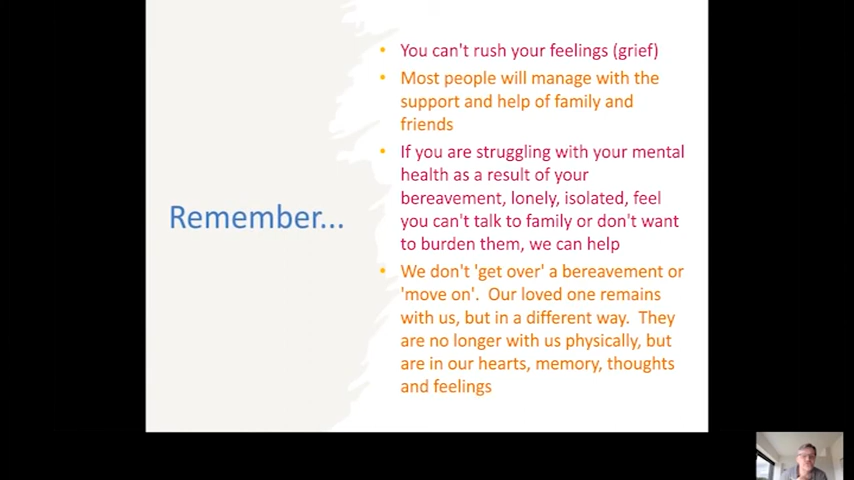 Remember...
• You can't rush your feelings (grief)
• Most people will manage with the
support and help of family and
friends
• If you are struggling with your mental
health as a result of your
bereavement, lonely, isolated, feel
you can't talk to family or don't want
to burden them, we can help
• We don't 'get over' a bereavement or
'move on'.  Our loved one remains
with us, but in a different way.  They
are no longer with us physically, but
are in our hearts, memory, thoughts
and feelings